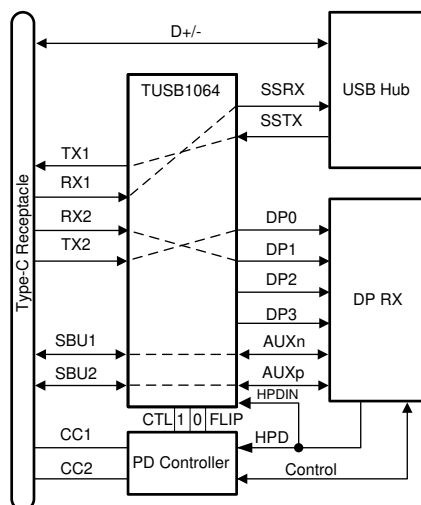 D+/-
TUSB1064
USB Hub
SSRX
SSTX
TX1
RX1
RX2
TX2
DP0
DP1
DP2
DP3
DP RX
Type-C Receptacle
SBU1
SBU2
AUXn
AUXp
HPDIN
CTL 1 0 FLIP
CC1
CC2
PD Controller
HPD
Control